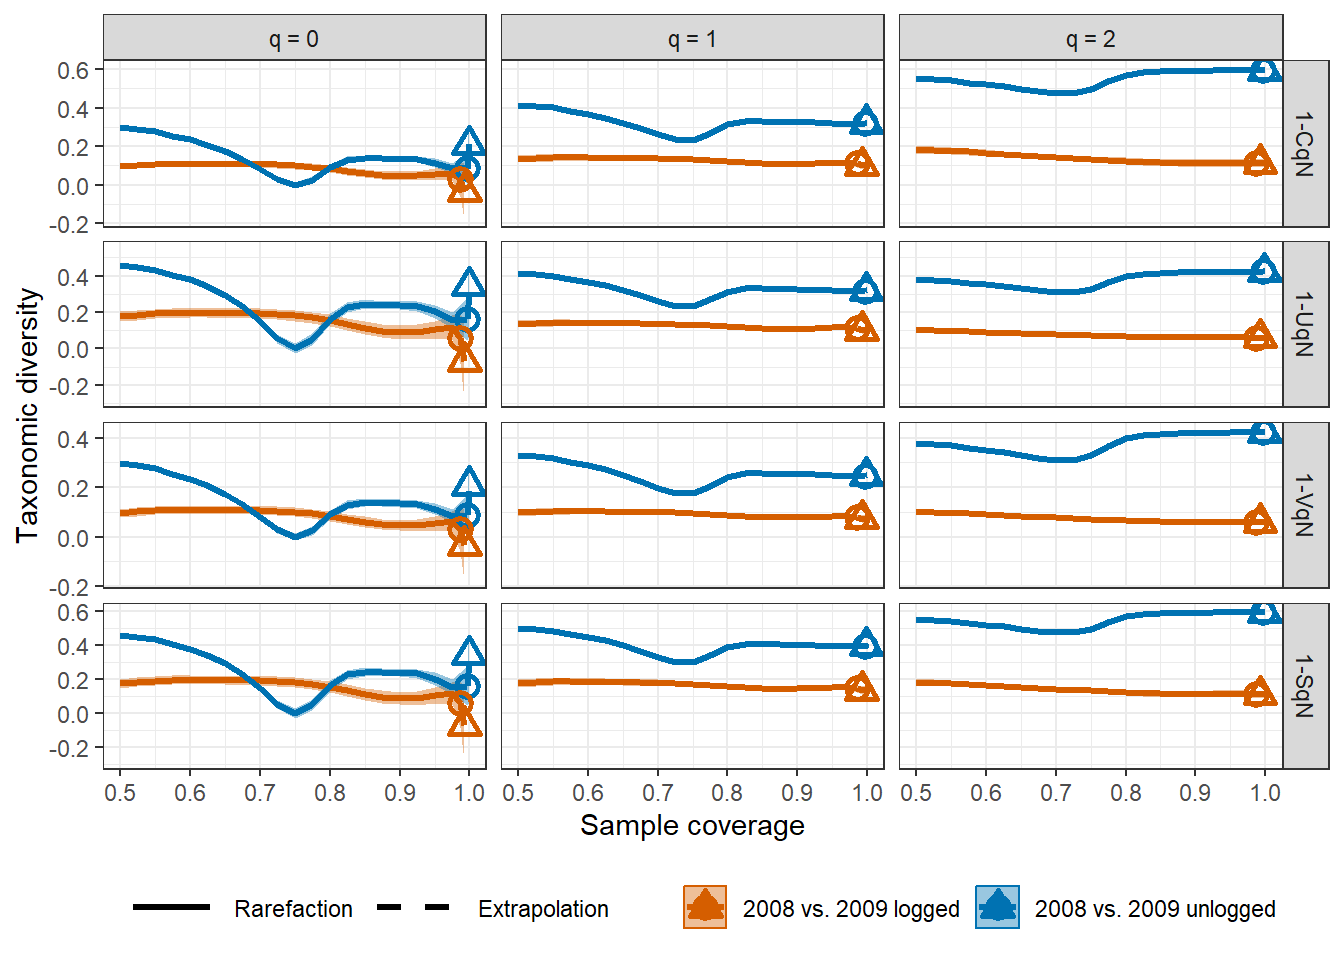 q = 0 q = 1 q = 2
0.6
0.4
0.2
0.0
-0.2
1-CqN
0.4
0.2
0.0
-0.2
1-UqN
0.4
0.2
0.0
-0.2
1-VqN
0.6
0.4
0.2
0.0
-0.2
1-SqN
Taxonomic diversity
0.5 0.6 0.7 0.8 0.9 1.0 0.5 0.6 0.7 0.8 0.9 1.0 0.5 0.6 0.7 0.8 0.9 1.0
Sample coverage
Rarefaction Extrapolation 2008 vs. 2009 logged 2008 vs. 2009 unlogged